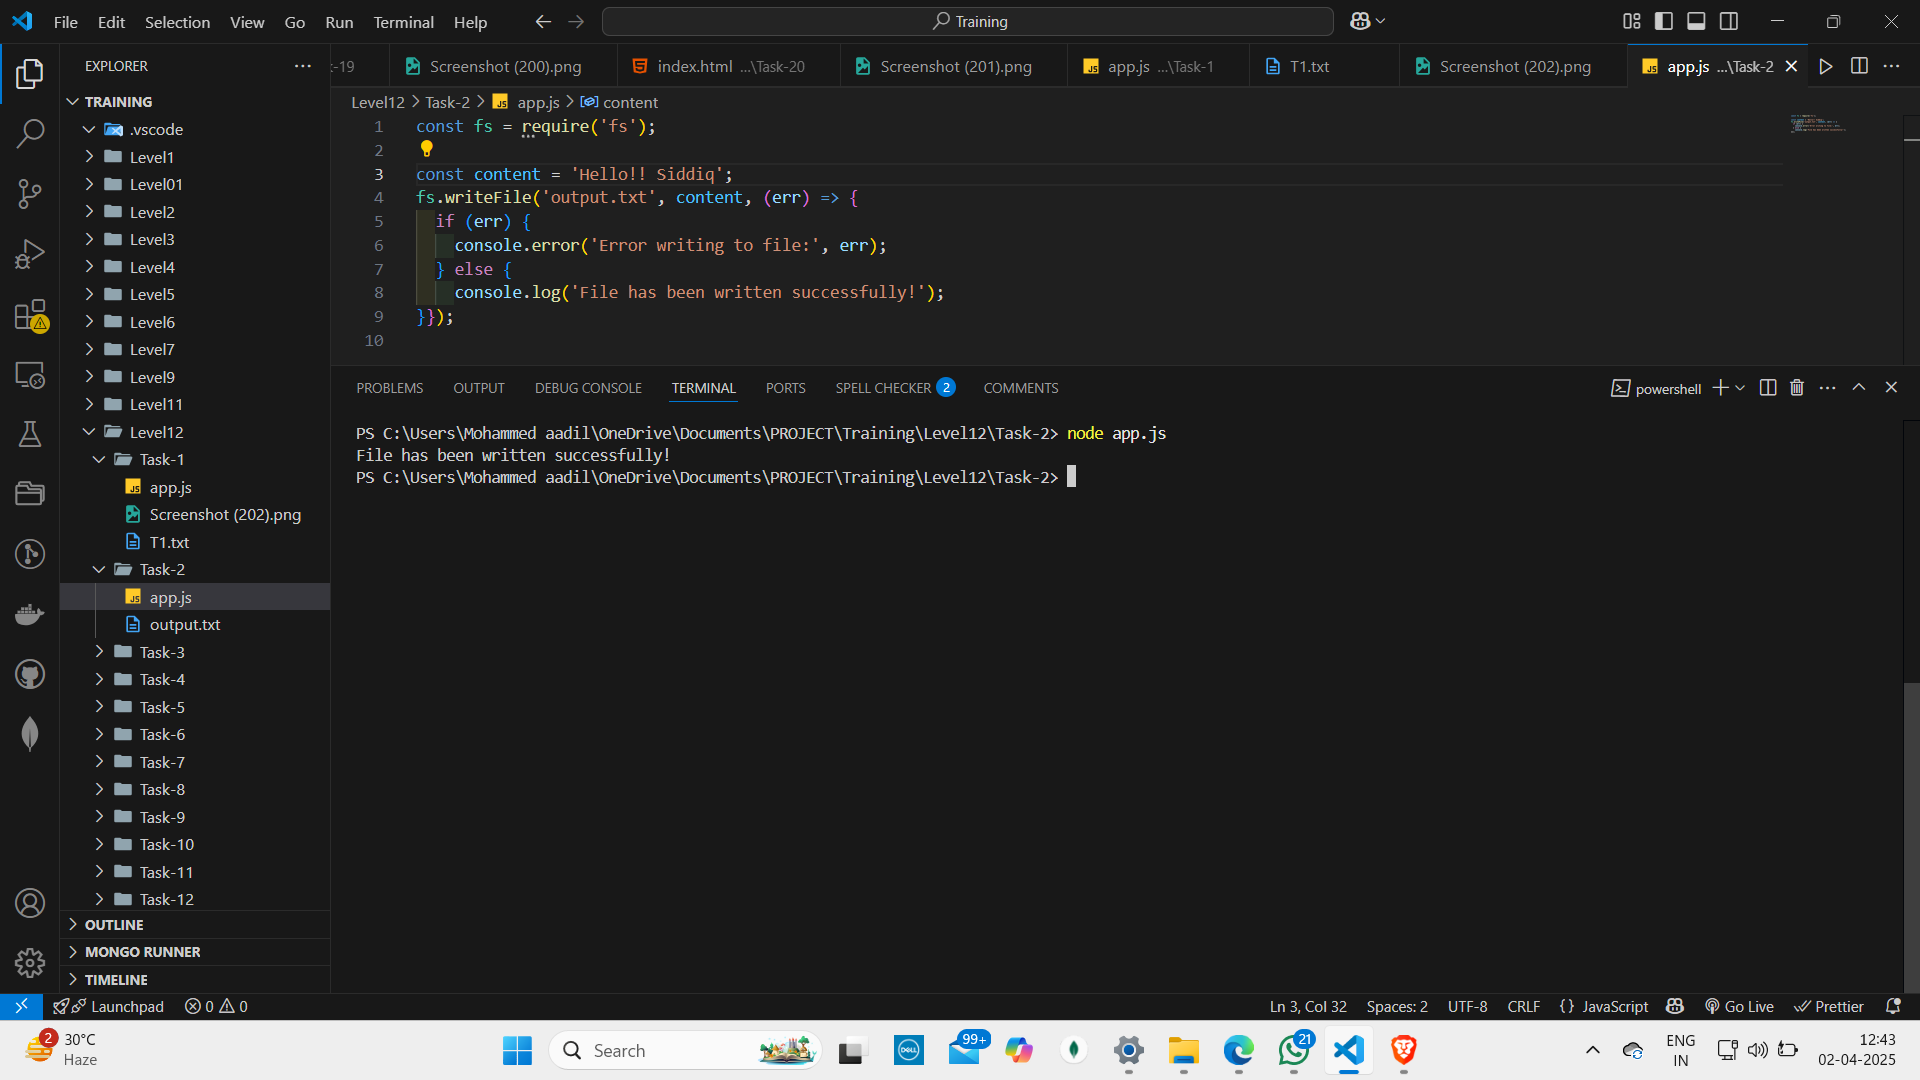 File Edit Selection View Go Run Terminal Help
Training
EXPLORER
TRAINING
.vscode
Level1
Level01
Level2
Level3
Level4
Level5
Level6
Level7
Level9
Level11
Level12
Task-1
app.js
Screenshot (202).png
T1.txt
Task-2
app.js
output.txt
Task-3
Task-4
Task-5
Task-6
Task-7
Task-8
Task-9
Task-10
Task-11
Task-12
OUTLINE
MONGO RUNNER
TIMELINE
-19 Screenshot (200).png index.html ...\Task-20 Screenshot (201).png app.js ...\Task-1 T1.txt Screenshot (202).png app.js ...\Task-2
Level12 > Task-2 > app.js > content
1 const fs = require('fs');
2
3 const content = 'Hello!! Siddiq';
4 fs.writeFile('output.txt', content, (err) => {
5 if (err) {
6 console.error('Error writing to file:', err);
7 } else {
8 console.log('File has been written successfully!');
9 }});
10
PROBLEMS OUTPUT DEBUG CONSOLE TERMINAL PORTS SPELL CHECKER 2 COMMENTS
powershell
PS C:\Users\Mohammed aadil\OneDrive\Documents\PROJECT\Training\Level12\Task-2> node app.js
File has been written successfully!
PS C:\Users\Mohammed aadil\OneDrive\Documents\PROJECT\Training\Level12\Task-2>
Launchpad 0 0
Ln 3, Col 32 Spaces: 2 UTF-8 CRLF {} JavaScript Go Live Prettier
2
30°C
Haze
Search
DELL
99+
21
ENG
IN
12:43
02-04-2025